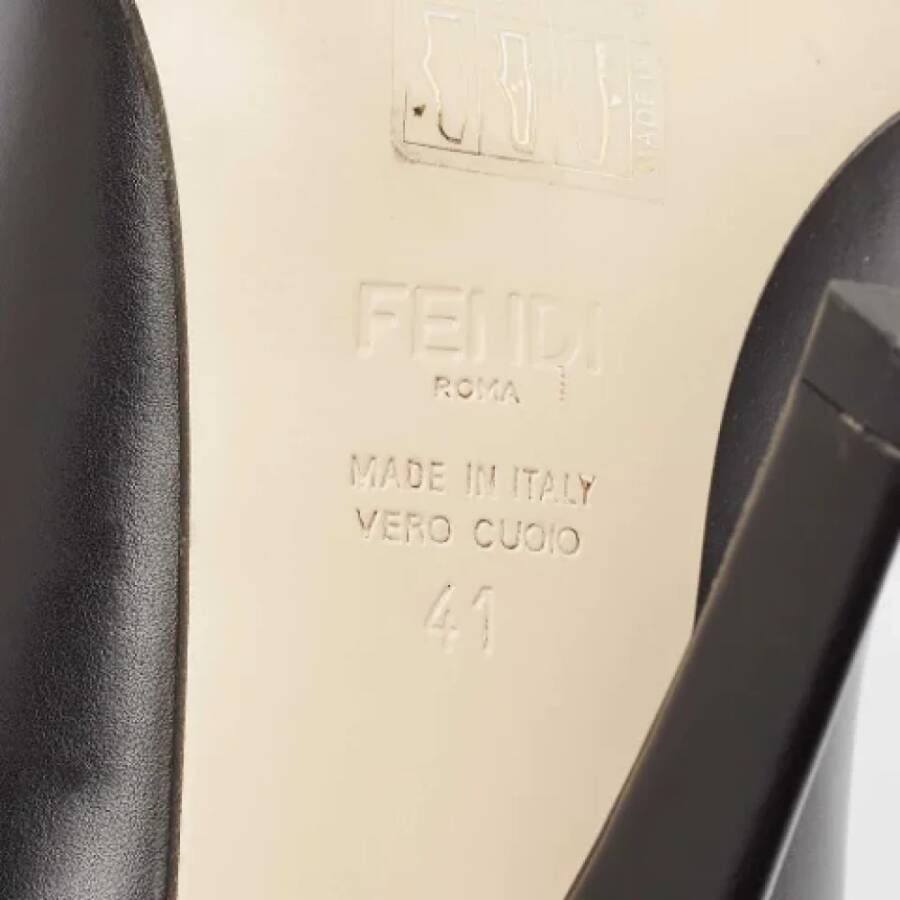 FENDI
ROMA
MADE IN ITALY
VERO CUOIO
41